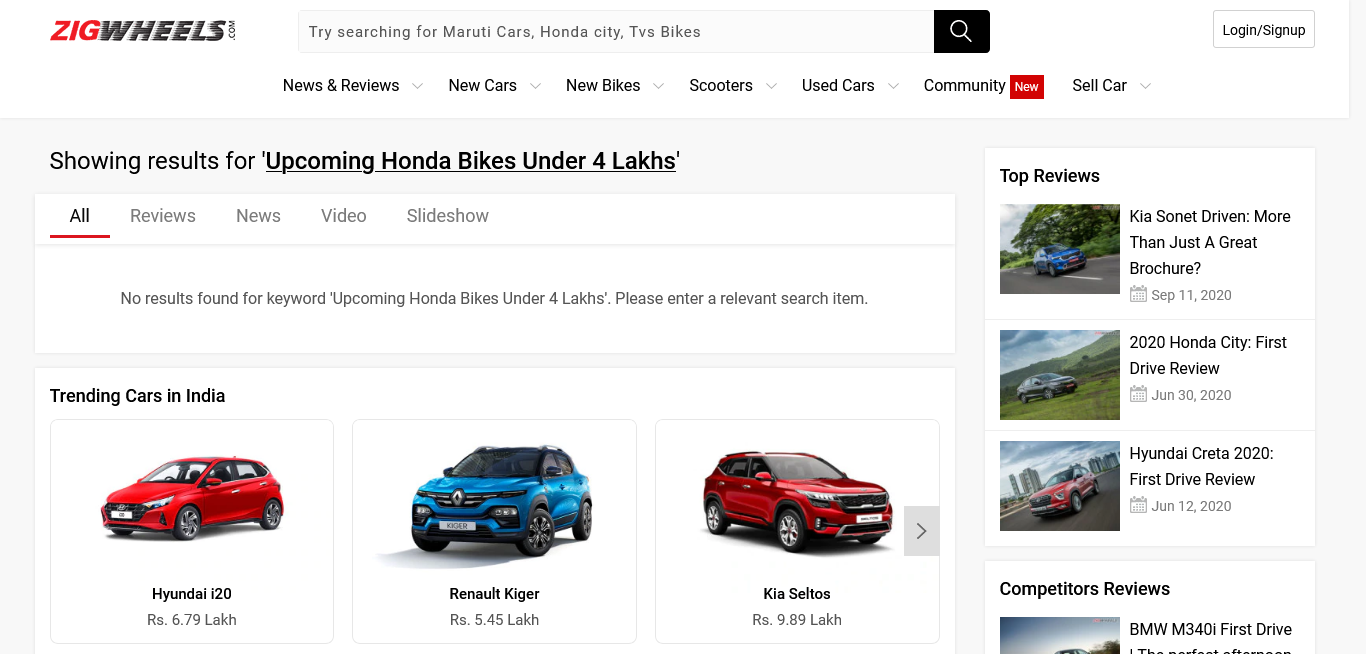 ZIGWHEELS.COM
Try searching for Maruti Cars, Honda city, Tvs Bikes
Login/Signup
News & Reviews
New Cars
New Bikes
Scooters
Used Cars
Community New
Sell Car
Showing results for 'Upcoming Honda Bikes Under 4 Lakhs'
All
Reviews
News
Video
Slideshow
No results found for keyword 'Upcoming Honda Bikes Under 4 Lakhs'. Please enter a relevant search item.
Trending Cars in India
KIGER
Hyundai i20
Rs. 6.79 Lakh
Renault Kiger
Rs. 5.45 Lakh
Kia Seltos
Rs. 9.89 Lakh
Top Reviews
Kia Sonet Driven: More
Than Just A Great
Brochure?
Sep 11, 2020
2020 Honda City: First
Drive Review
Jun 30, 2020
Hyundai Creta 2020:
First Drive Review
Jun 12, 2020
Competitors Reviews
BMW M340i First Drive
| The perfect afternoon